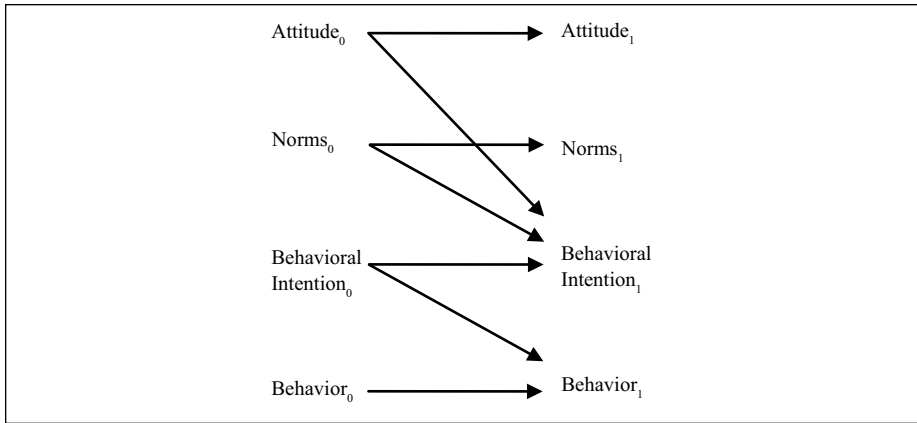 Attitude₀
Attitude₁
Norms₀
Norms₁
Behavioral
Intention₀
Behavioral
Intention₁
Behavior₀
Behavior₁